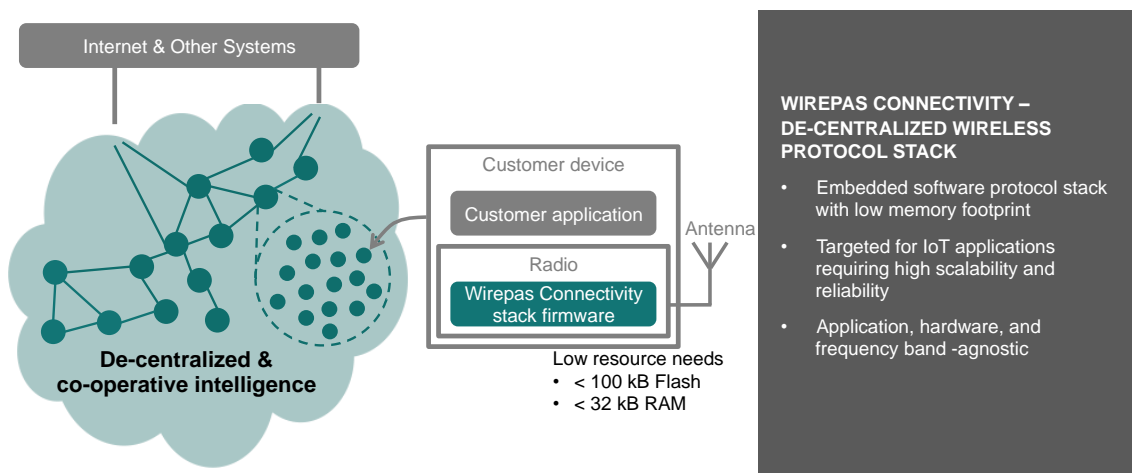 Internet & Other Systems
De-centralized &
co-operative intelligence
Customer device
Customer application
Radio
Wirepas Connectivity
stack firmware
Antenna
Low resource needs
• < 100 kB Flash
• < 32 kB RAM
WIREPAS CONNECTIVITY –
DE-CENTRALIZED WIRELESS
PROTOCOL STACK
• Embedded software protocol stack
with low memory footprint
• Targeted for IoT applications
requiring high scalability and
reliability
• Application, hardware, and
frequency band -agnostic